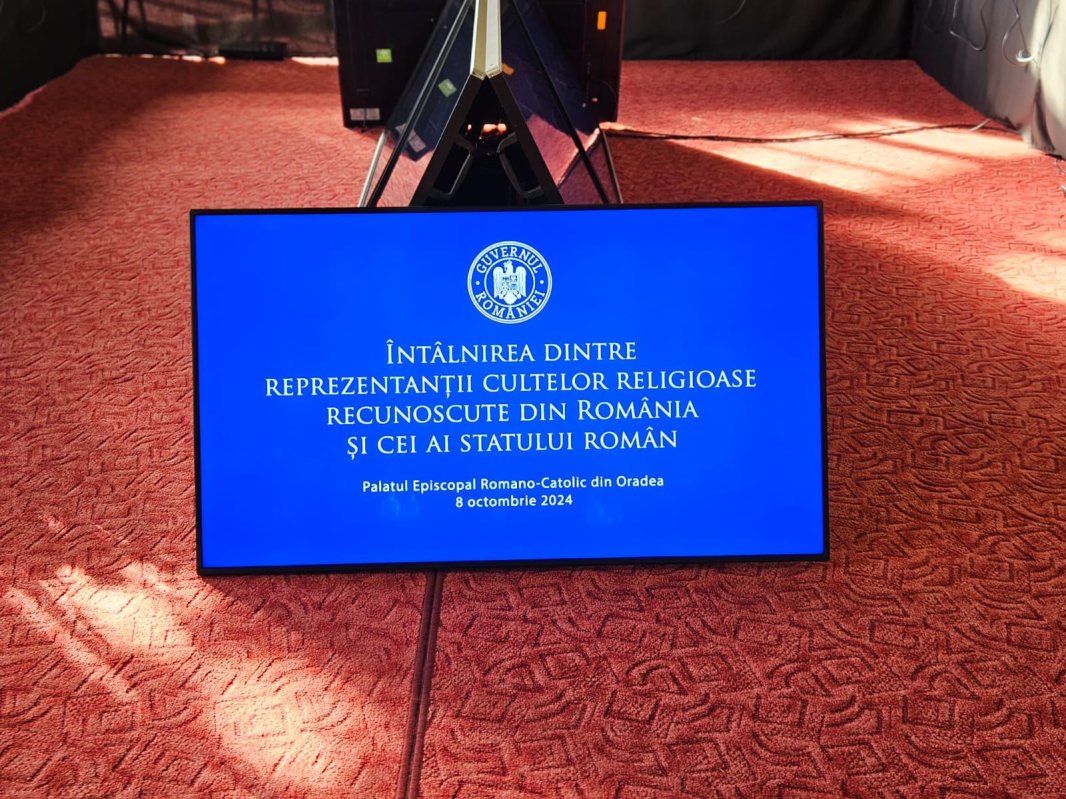 GUVERNUL
ROMÂNIEI
ÎNTÂLNIREA DINTRE
REPREZENTANȚII CULTELOR RELIGIOASE
RECUNOSCUTE DIN ROMÂNIA
ȘI CEI AI STATULUI ROMÂN
Palatul Episcopal Romano-Catolic din Oradea
8 octombrie 2024